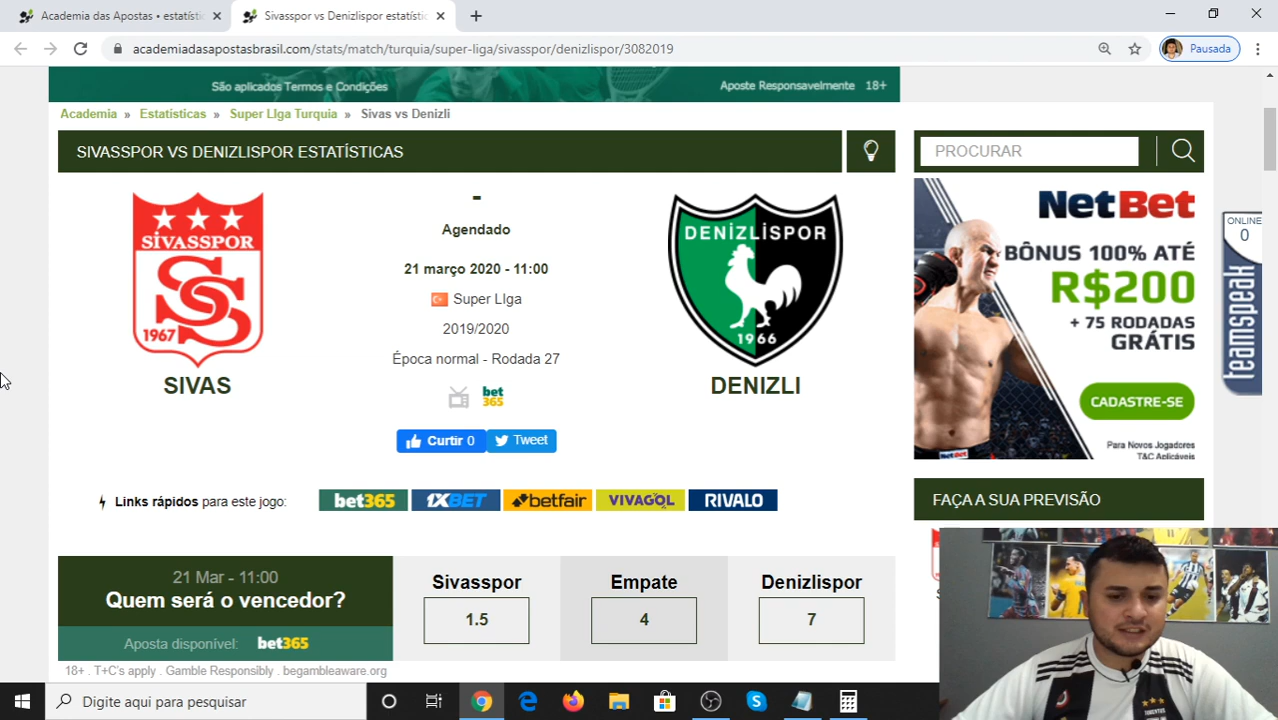 Academia das Apostas • estatísti
Sivasspor vs Denizlispor estatístic
academiadasapostasbrasil.com/stats/match/turquia/super-liga/sivasspor/denizlispor/3082019
Pausada
São aplicados Termos e Condições
Aposte Responsavelmente 18+
Academia » Estatísticas » Super LIga Turquia » Sivas vs Denizli
SIVASSPOR VS DENIZLISPOR ESTATÍSTICAS
PROCURAR
SİVASSPOR
1967
SIVAS
-
Agendado
21 março 2020 - 11:00
Super LIga
2019/2020
Época normal - Rodada 27
bet
365
Curtir 0
Tweet
DENİZLİSPOR
1966
DENIZLI
NetBet
BÔNUS 100% ATÉ
R$200
+ 75 RODADAS
GRÁTIS
CADASTRE-SE
Para Novos Jogadores
T&C Aplicáveis
ONLINE
0
teamspeak
Links rápidos para este jogo:
bet365
1XBET
betfair
VIVAGOL
RIVALO
FAÇA A SUA PREVISÃO
21 Mar - 11:00
Quem será o vencedor?
Aposta disponível: bet365
Sivasspor
1.5
Empate
4
Denizlispor
7
18+ . T+C's apply . Gamble Responsibly . begambleaware.org
Digite aqui para pesquisar